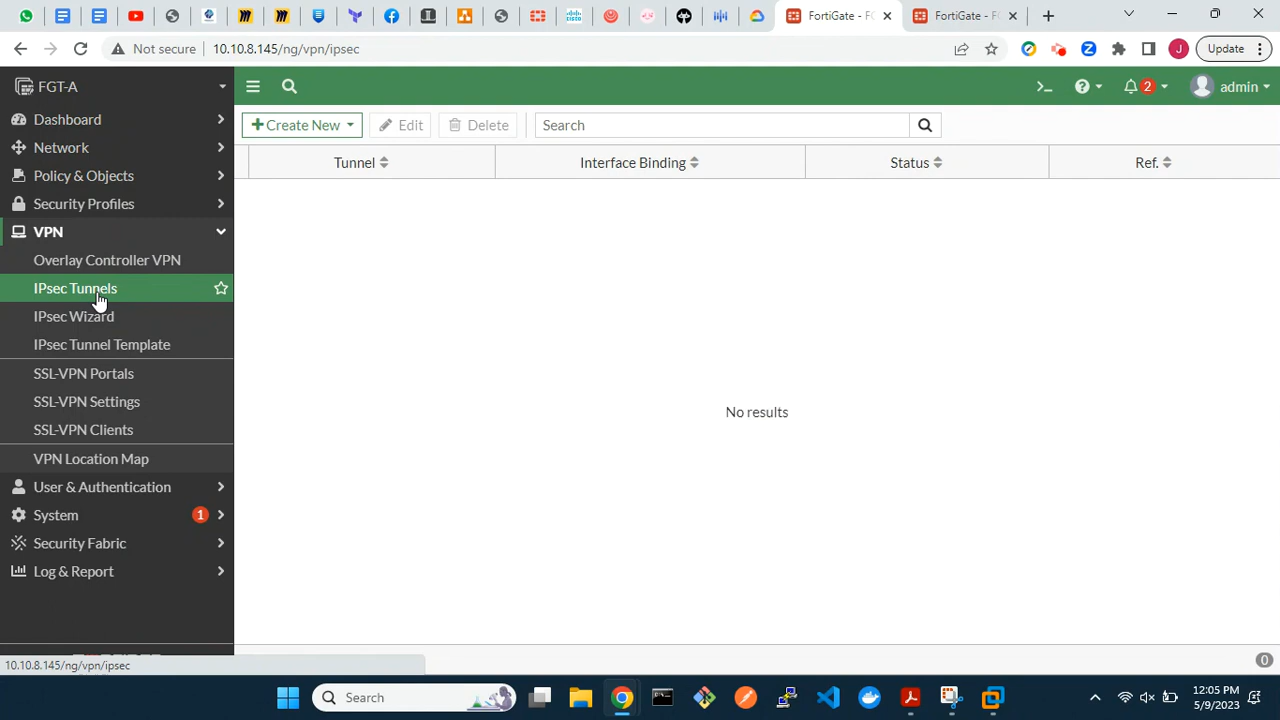 FortiGate - F
FortiGate - F
Not secure
10.10.8.145/ng/vpn/ipsec
J
Update
FGT-A
2
admin
Dashboard
Network
Policy & Objects
Security Profiles
VPN
Overlay Controller VPN
IPsec Tunnels
IPsec Wizard
IPsec Tunnel Template
SSL-VPN Portals
SSL-VPN Settings
SSL-VPN Clients
VPN Location Map
User & Authentication
System
1
Security Fabric
Log & Report
Create New
Edit
Delete
Search
Tunnel
Interface Binding
Status
Ref.
No results
0
10.10.8.145/ng/vpn/ipsec
Search
12:05 PM
5/9/2023